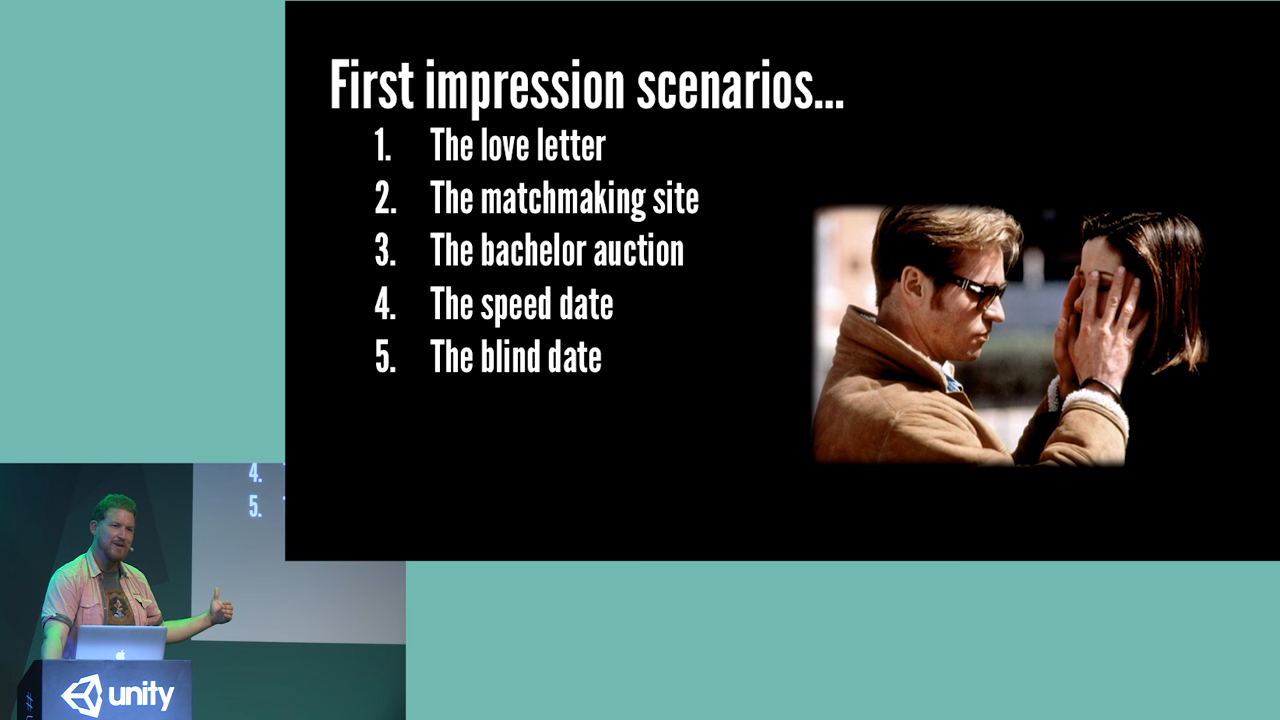 First impression scenarios...
1. The love letter
2. The matchmaking site
3. The bachelor auction
4. The speed date
5. The blind date
4.
5.
unity
#